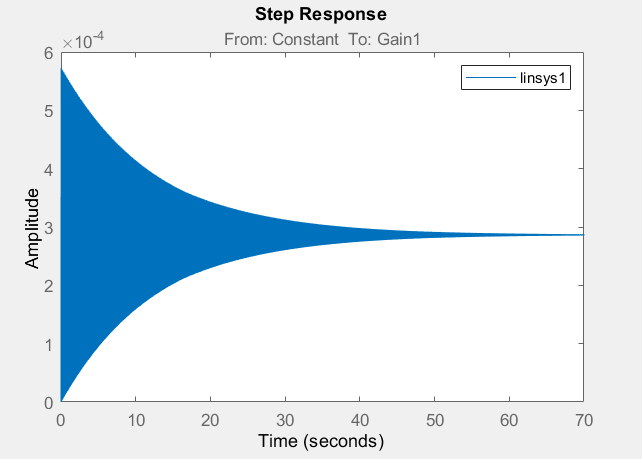 Step Response
From: Constant To: Gain1
×10⁻⁴
linsys1
6
5
4
3
2
1
0
Amplitude
0 10 20 30 40 50 60 70
Time (seconds)